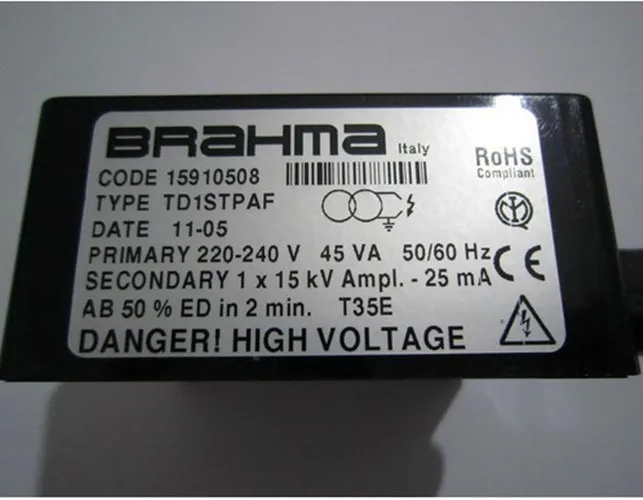 BRAHMA Italy
CODE 15910508
TYPE TD1STPAF
DATE 11-05
RoHS
Compliant
PRIMARY 220-240 V 45 VA 50/60 Hz
SECONDARY 1 x 15 kV Ampl. - 25 mA
CE
AB 50 % ED in 2 min. T35E
DANGER! HIGH VOLTAGE